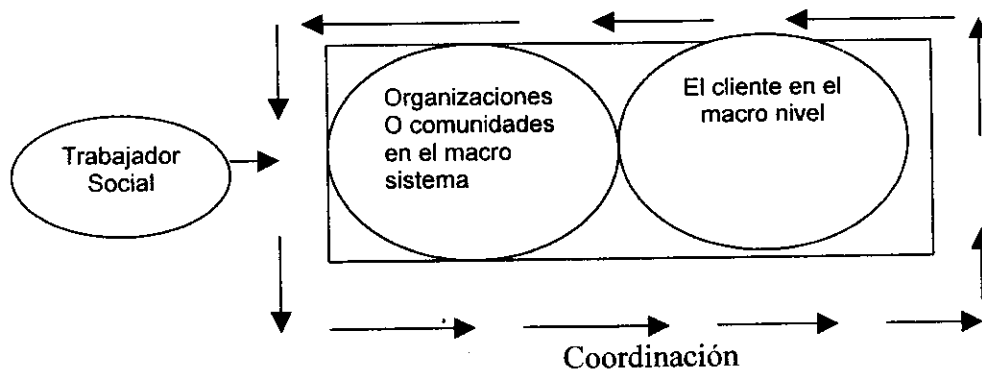 Trabajador
Social
Organizaciones
O comunidades
en el macro
sistema
El cliente en el
macro nivel
Coordinación